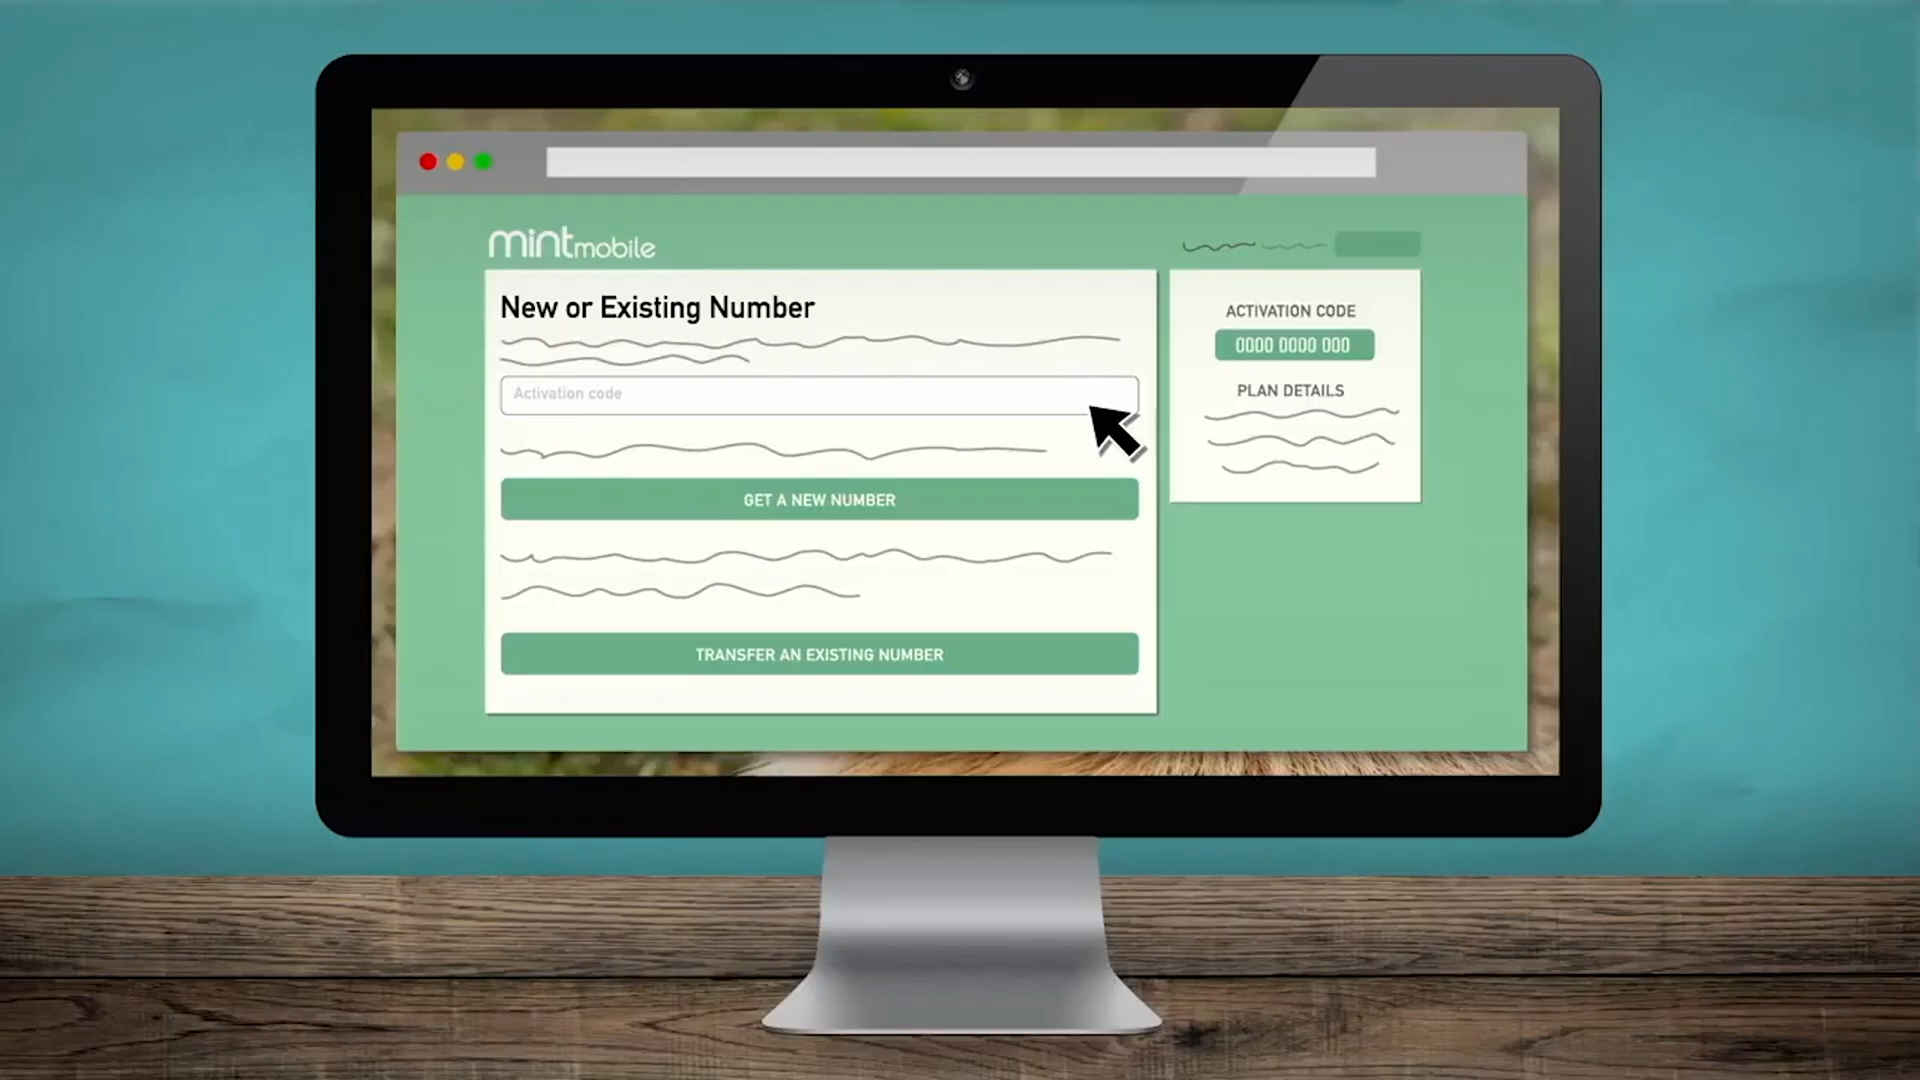 mintmobile
New or Existing Number
Activation code
GET A NEW NUMBER
TRANSFER AN EXISTING NUMBER
ACTIVATION CODE
0000 0000 000
PLAN DETAILS